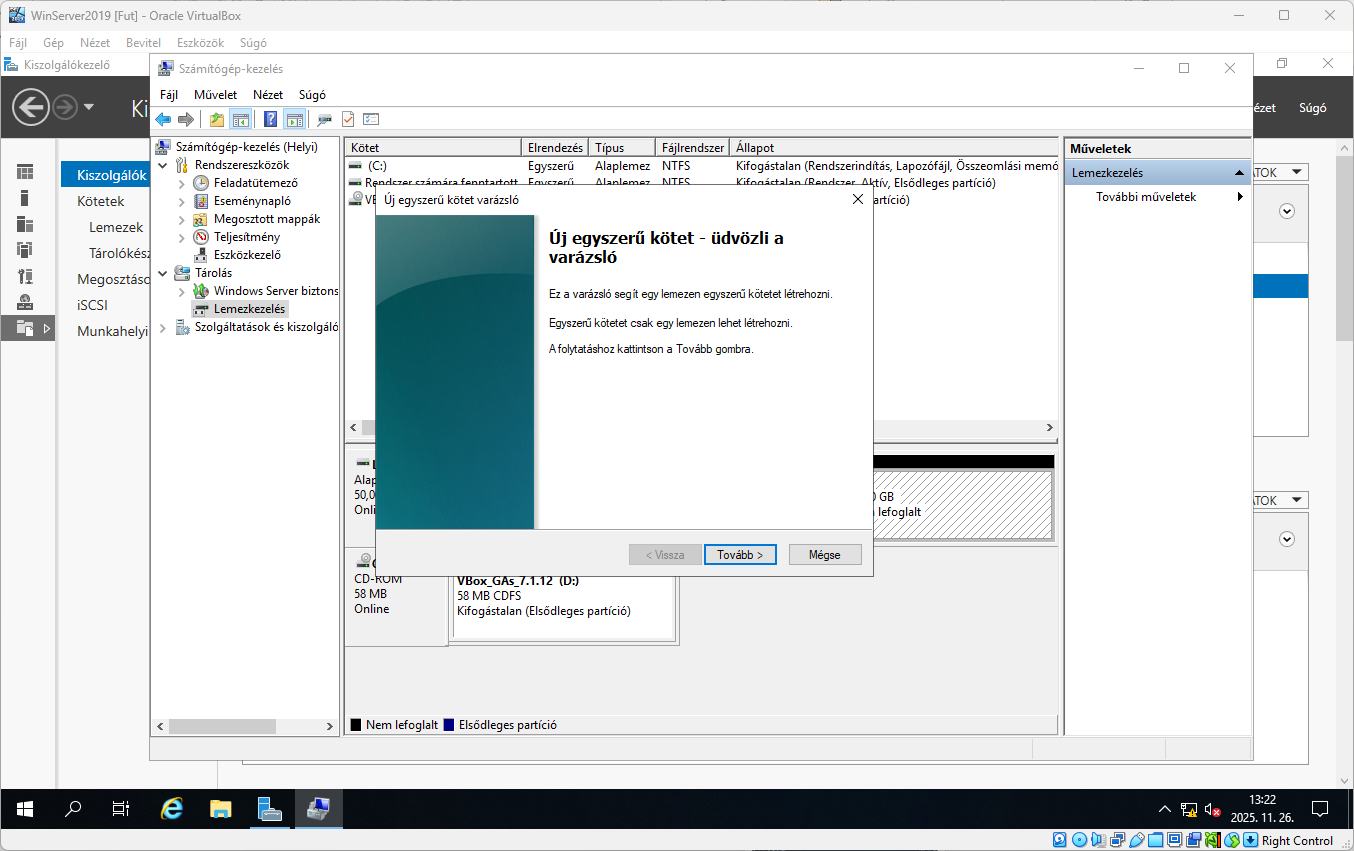 WinServer2019 [Fut] - Oracle VirtualBox
Fájl Gép Nézet Bevitel Eszközök Súgó
Kiszolgálókezelő
Számítógép-kezelés
Fájl Művelet Nézet Súgó
Súgó
Számítógép-kezelés (Helyi)
Rendszereszközök
Feladatütemező
Eseménynapló
Megosztott mappák
Teljesítmény
Eszközkezelő
Tárolás
Windows Server biztons
Lemezkezelés
Szolgáltatások és kiszolgáló
Kiszolgálók
Kötetek
Lemezek
Tárolókész
Megosztáso
iSCSI
Munkahelyi
Kötet Elrendezés Típus Fájlrendszer Állapot
(C:) Egyszerű Alaplemez NTFS Kifogástalan (Rendszerindítás, Lapozófájl, Összeomlási memó
Rendszer számára fenntartott Egyszerű Alaplemez NTFS Kifogástalan (Rendszer, Aktív, Elsődleges partíció)
Műveletek
Lemezkezelés
További műveletek
Új egyszerű kötet varázsló
Új egyszerű kötet - üdvözli a
varázsló
Ez a varázsló segít egy lemezen egyszerű kötetet létrehozni.
Egyszerű kötetet csak egy lemezen lehet létrehozni.
A folytatáshoz kattintson a Tovább gombra.
< Vissza Tovább > Mégse
Alap
50,0
Onli
GB
lefoglalt
CD-ROM
58 MB
Online
VBox_GAs_7.1.12 (D:)
58 MB CDFS
Kifogástalan (Elsődleges partíció)
Nem lefoglalt Elsődleges partíció
13:22
2025. 11. 26.
Right Control